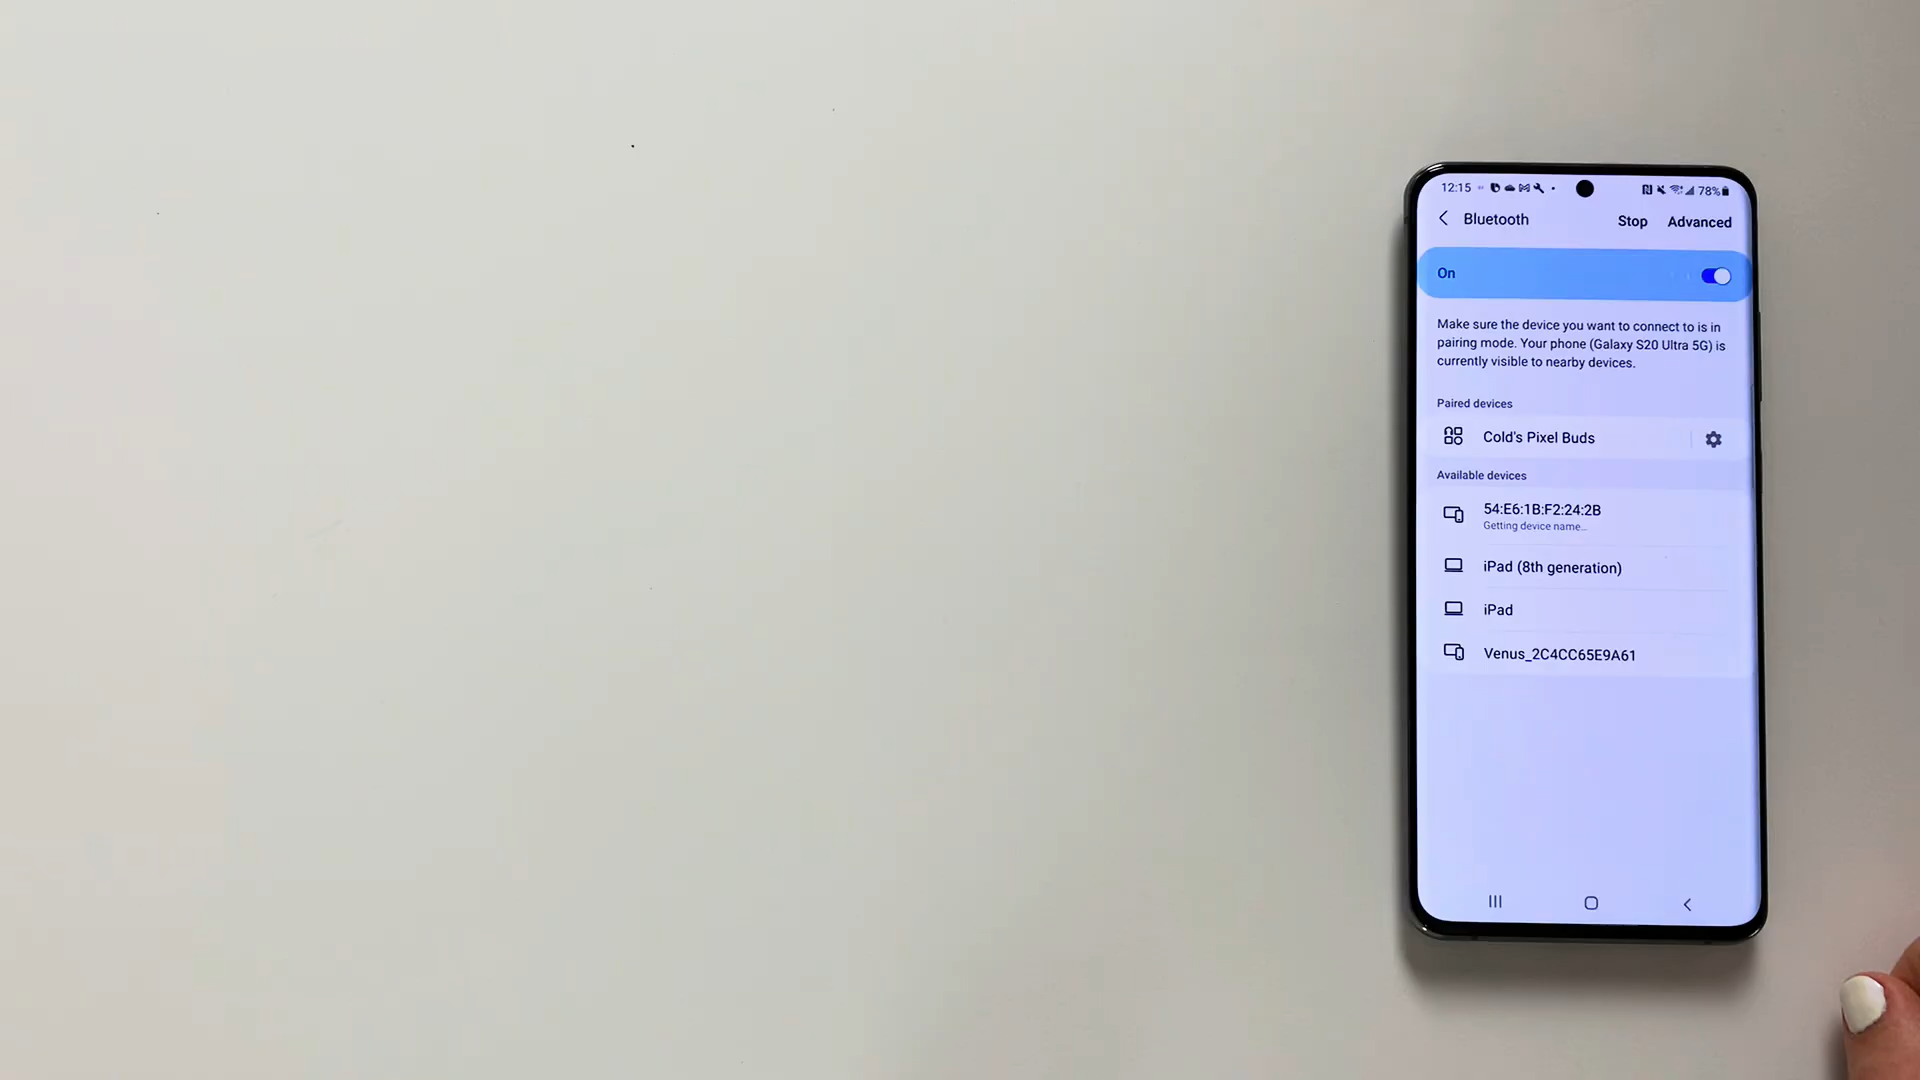 12:15
78%
Bluetooth
Stop
Advanced
On
Make sure the device you want to connect to is in
pairing mode. Your phone (Galaxy S20 Ultra 5G) is
currently visible to nearby devices.
Paired devices
Cold's Pixel Buds
Available devices
54:E6:1B:F2:24:2B
Getting device name...
iPad (8th generation)
iPad
Venus_2C4CC65E9A61